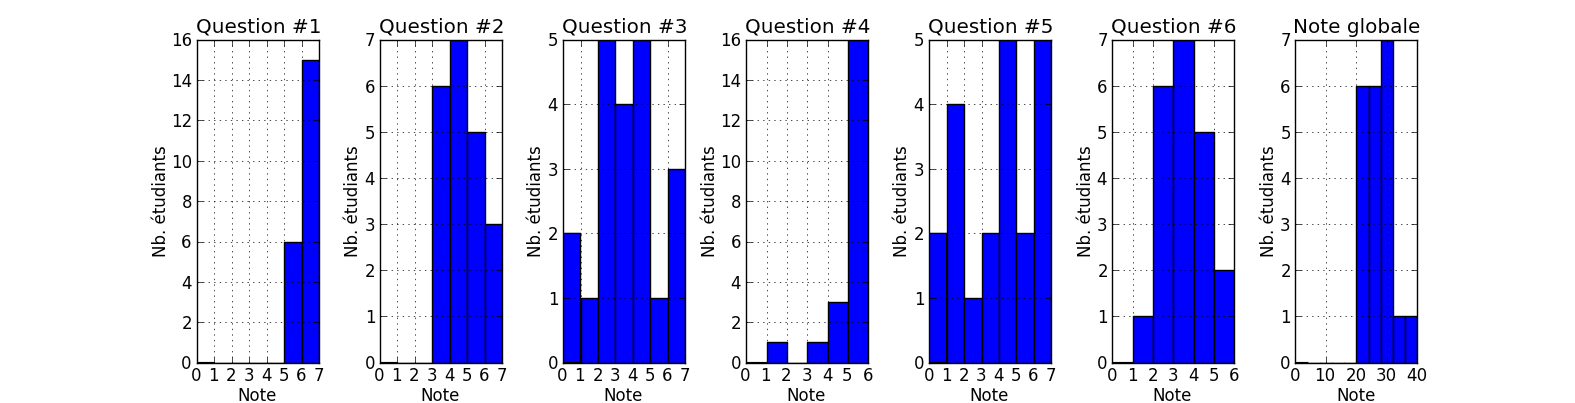 Question #1 Question #2 Question #3 Question #4 Question #5 Question #6 Note globale
16 14 12 10 8 6 4 2 0
Nb. étudiants
0 1 2 3 4 5 6 7
Note
7 6 5 4 3 2 1 0
Nb. étudiants
0 1 2 3 4 5 6 7
Note
5 4 3 2 1 0
Nb. étudiants
0 1 2 3 4 5 6 7
Note
16 14 12 10 8 6 4 2 0
Nb. étudiants
0 1 2 3 4 5 6
Note
5 4 3 2 1 0
Nb. étudiants
0 1 2 3 4 5 6 7
Note
7 6 5 4 3 2 1 0
Nb. étudiants
0 1 2 3 4 5 6
Note
7 6 5 4 3 2 1 0
Nb. étudiants
0 10 20 30 40
Note